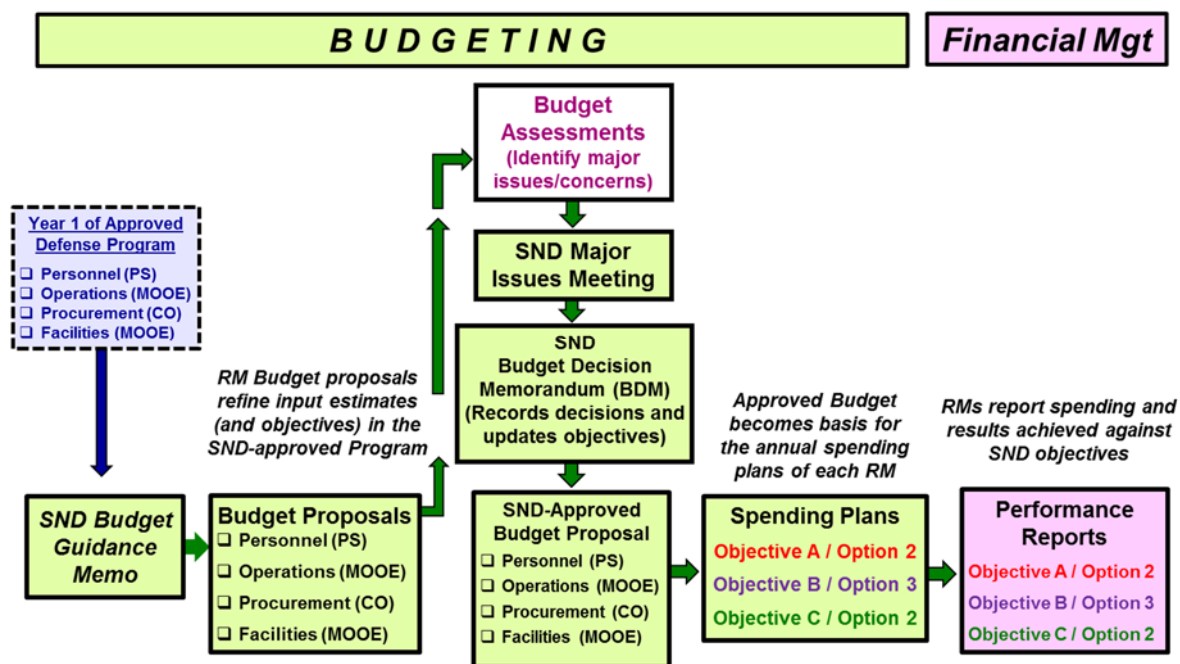 BUDGETING
Financial Mgt
Budget
Assessments
(Identify major
issues/concerns)
Year 1 of Approved
Defense Program
❑ Personnel (PS)
❑ Operations (MOOE)
❑ Procurement (CO)
❑ Facilities (MOOE)
SND Major
Issues Meeting
RM Budget proposals
refine input estimates
(and objectives) in the
SND-approved Program
SND
Budget Decision
Memorandum (BDM)
(Records decisions and
updates objectives)
Approved Budget
becomes basis for
the annual spending
plans of each RM
RMs report spending and
results achieved against
SND objectives
SND Budget
Guidance
Memo
Budget Proposals
❑ Personnel (PS)
❑ Operations (MOOE)
❑ Procurement (CO)
❑ Facilities (MOOE)
SND-Approved
Budget Proposal
❑ Personnel (PS)
❑ Operations (MOOE)
❑ Procurement (CO)
❑ Facilities (MOOE)
Spending Plans
Objective A / Option 2
Objective B / Option 3
Objective C / Option 2
Performance
Reports
Objective A / Option 2
Objective B / Option 3
Objective C / Option 2